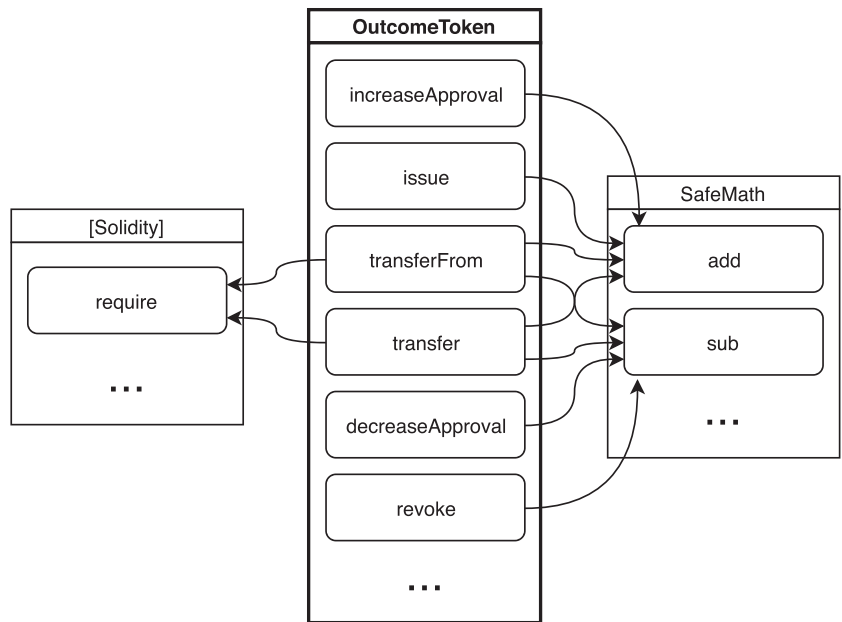 OutcomeToken
increaseApproval
issue
transferFrom
transfer
decreaseApproval
revoke
...
[Solidity]
require
...
SafeMath
add
sub
...